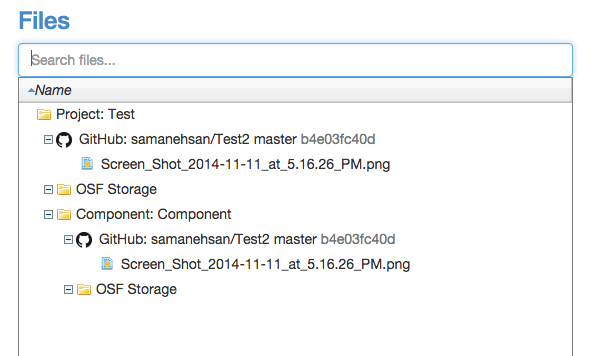 Files
Search files...
Name
Project: Test
GitHub: samanehsan/Test2 master b4e03fc40d
Screen_Shot_2014-11-11_at_5.16.26_PM.png
OSF Storage
Component: Component
GitHub: samanehsan/Test2 master b4e03fc40d
Screen_Shot_2014-11-11_at_5.16.26_PM.png
OSF Storage